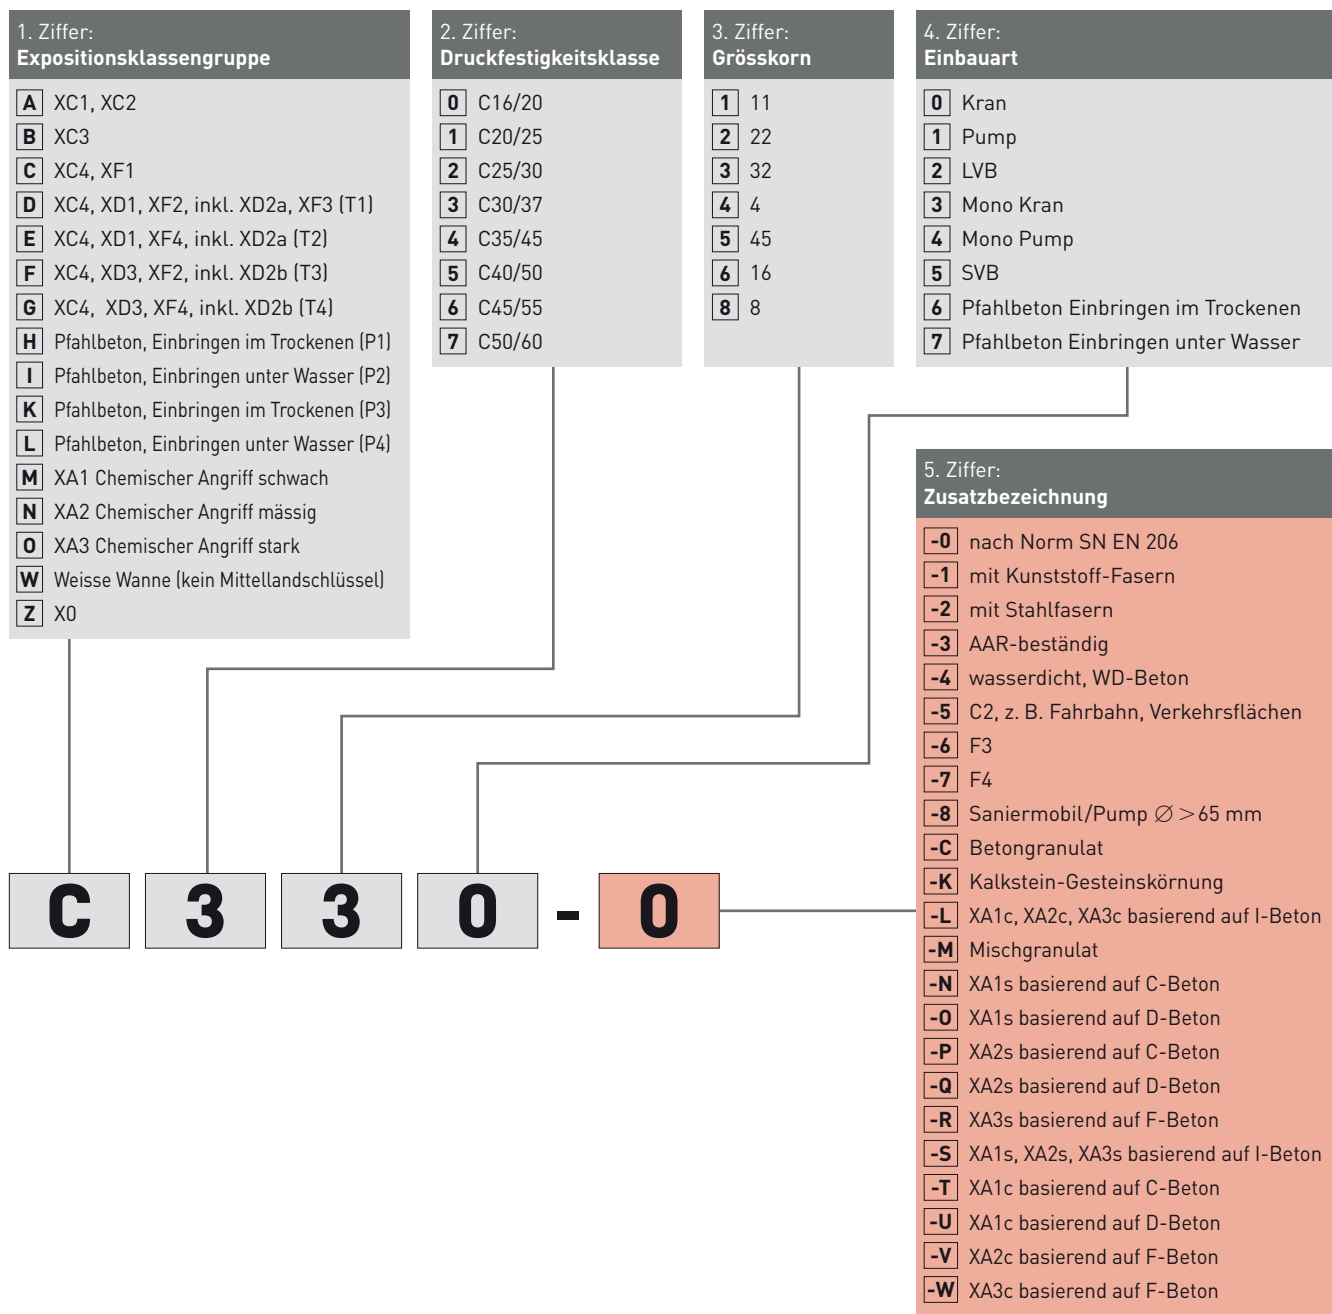 1. Ziffer:
Expositionsklassengruppe
A XC1, XC2
B XC3
C XC4, XF1
D XC4, XD1, XF2, inkl. XD2a, XF3 (T1)
E XC4, XD1, XF4, inkl. XD2a (T2)
F XC4, XD3, XF2, inkl. XD2b (T3)
G XC4, XD3, XF4, inkl. XD2b (T4)
H Pfahlbeton, Einbringen im Trockenen (P1)
I Pfahlbeton, Einbringen unter Wasser (P2)
K Pfahlbeton, Einbringen im Trockenen (P3)
L Pfahlbeton, Einbringen unter Wasser (P4)
M XA1 Chemischer Angriff schwach
N XA2 Chemischer Angriff mässig
O XA3 Chemischer Angriff stark
W Weisse Wanne (kein Mittellandschlüssel)
Z X0
2. Ziffer:
Druckfestigkeitsklasse
0 C16/20
1 C20/25
2 C25/30
3 C30/37
4 C35/45
5 C40/50
6 C45/55
7 C50/60
3. Ziffer:
Grösskorn
1 11
2 22
3 32
4 4
5 45
6 16
8 8
4. Ziffer:
Einbauart
0 Kran
1 Pump
2 LVB
3 Mono Kran
4 Mono Pump
5 SVB
6 Pfahlbeton Einbringen im Trockenen
7 Pfahlbeton Einbringen unter Wasser
5. Ziffer:
Zusatzbezeichnung
-0 nach Norm SN EN 206
-1 mit Kunststoff-Fasern
-2 mit Stahlfasern
-3 AAR-beständig
-4 wasserdicht, WD-Beton
-5 C2, z. B. Fahrbahn, Verkehrsflächen
-6 F3
-7 F4
-8 Saniermobil/Pump ∅ > 65 mm
-C Betongranulat
-K Kalkstein-Gesteinskörnung
-L XA1c, XA2c, XA3c basierend auf I-Beton
-M Mischgranulat
-N XA1s basierend auf C-Beton
-O XA1s basierend auf D-Beton
-P XA2s basierend auf C-Beton
-Q XA2s basierend auf D-Beton
-R XA3s basierend auf F-Beton
-S XA1s, XA2s, XA3s basierend auf I-Beton
-T XA1c basierend auf C-Beton
-U XA1c basierend auf D-Beton
-V XA2c basierend auf F-Beton
-W XA3c basierend auf F-Beton
C 3 3 0 - 0